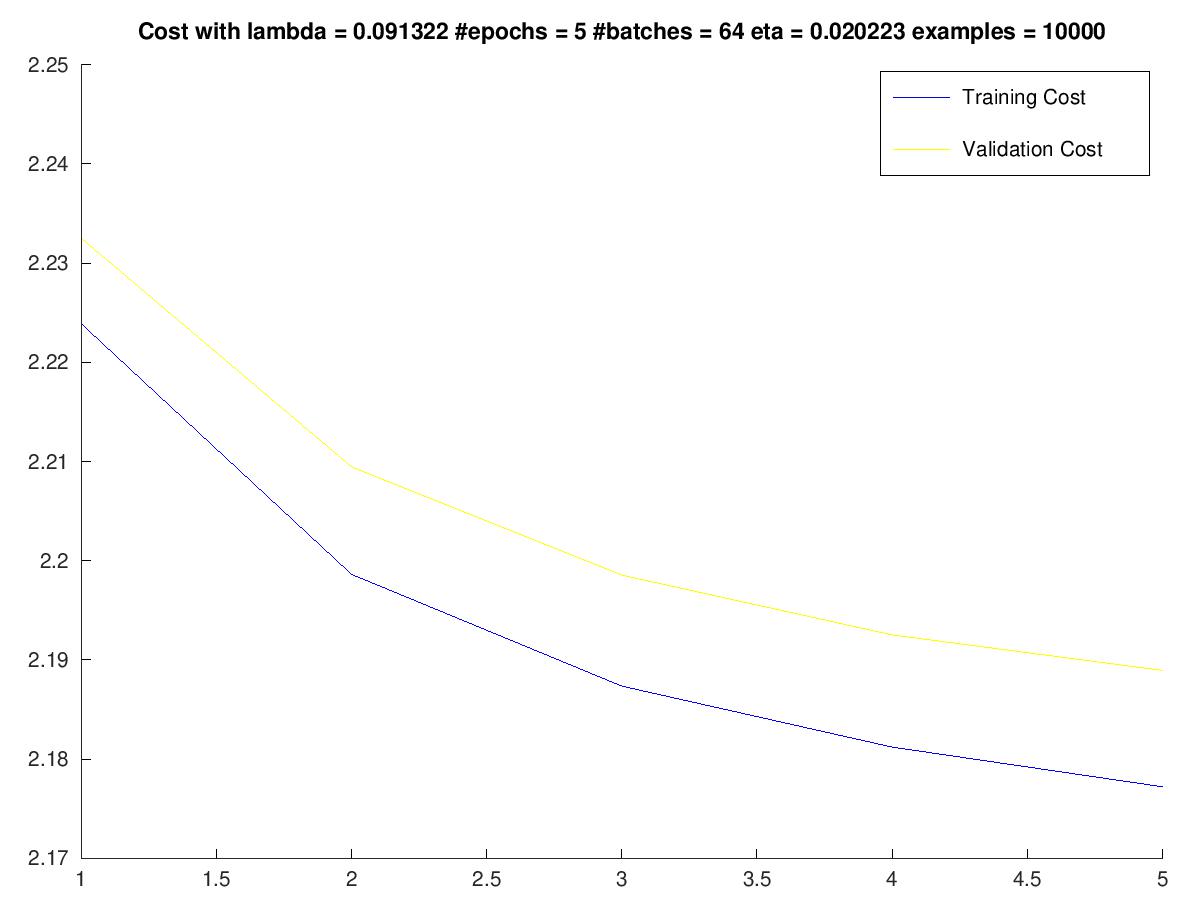 Cost with lambda = 0.091322 #epochs = 5 #batches = 64 eta = 0.020223 examples = 10000
2.25
Training Cost
Validation Cost
2.24
2.23
2.22
2.21
2.2
2.19
2.18
2.17
1 1.5 2 2.5 3 3.5 4 4.5 5